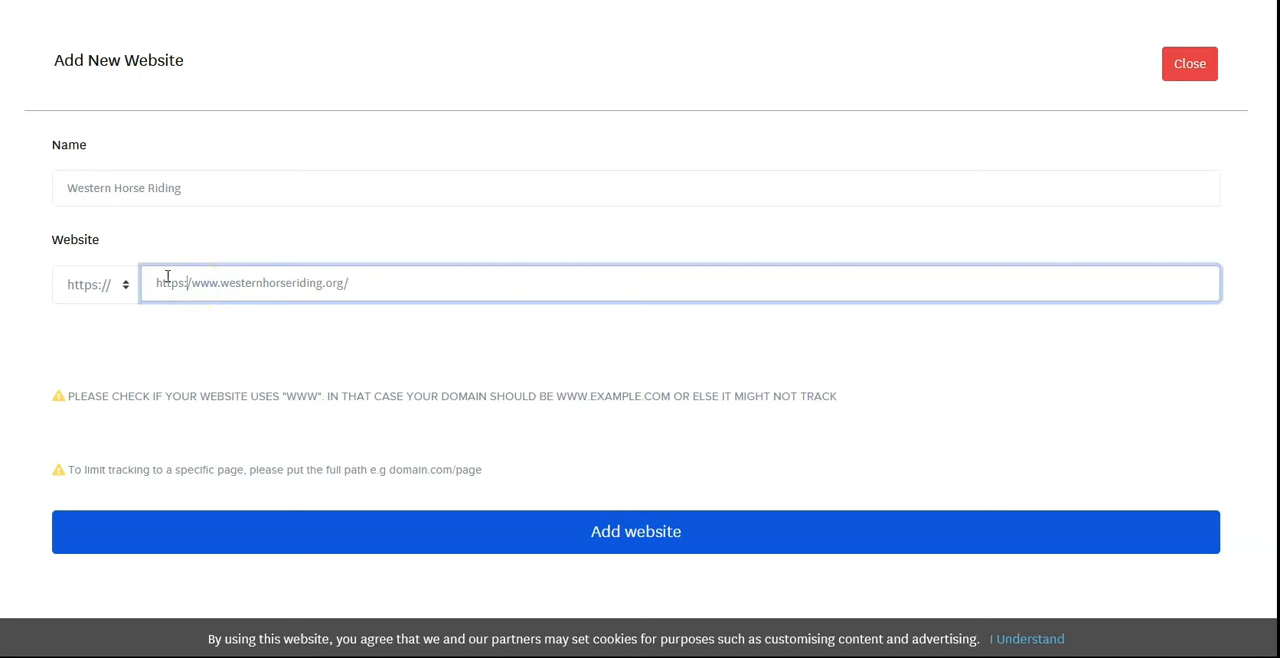 Add New Website
Close
Name
Western Horse Riding
Website
https://
https:/www.westernhorseriding.org/
PLEASE CHECK IF YOUR WEBSITE USES "WWW". IN THAT CASE YOUR DOMAIN SHOULD BE WWW.EXAMPLE.COM OR ELSE IT MIGHT NOT TRACK
To limit tracking to a specific page, please put the full path e.g domain.com/page
Add website
By using this website, you agree that we and our partners may set cookies for purposes such as customising content and advertising. I Understand